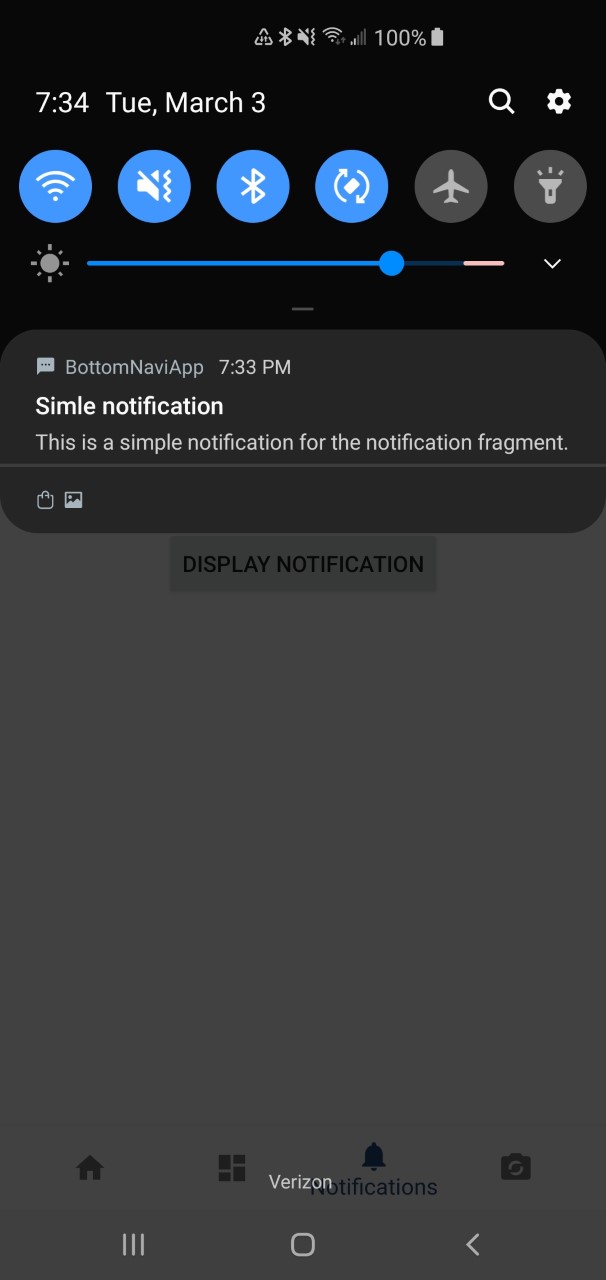 100%
7:34 Tue, March 3
BottomNaviApp 7:33 PM
Simle notification
This is a simple notification for the notification fragment.
DISPLAY NOTIFICATION
Verizon
Notifications